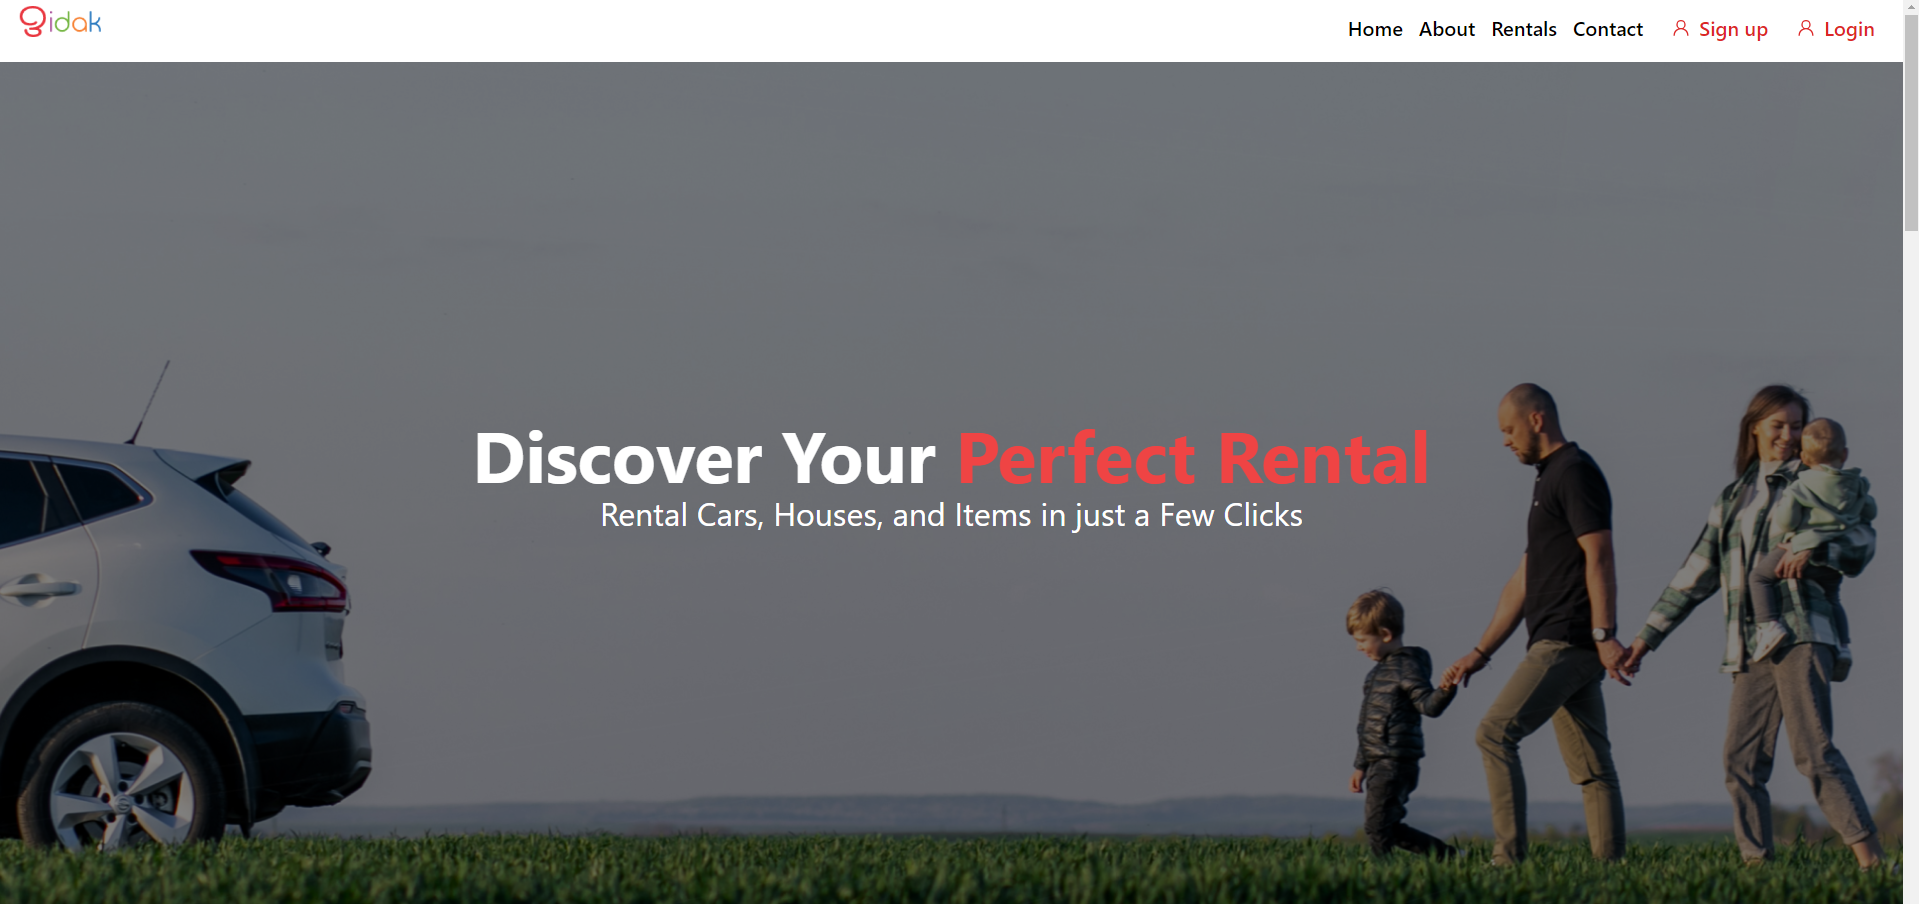 idak
Home About Rentals Contact Sign up Login
Discover Your Perfect Rental
Rental Cars, Houses, and Items in just a Few Clicks